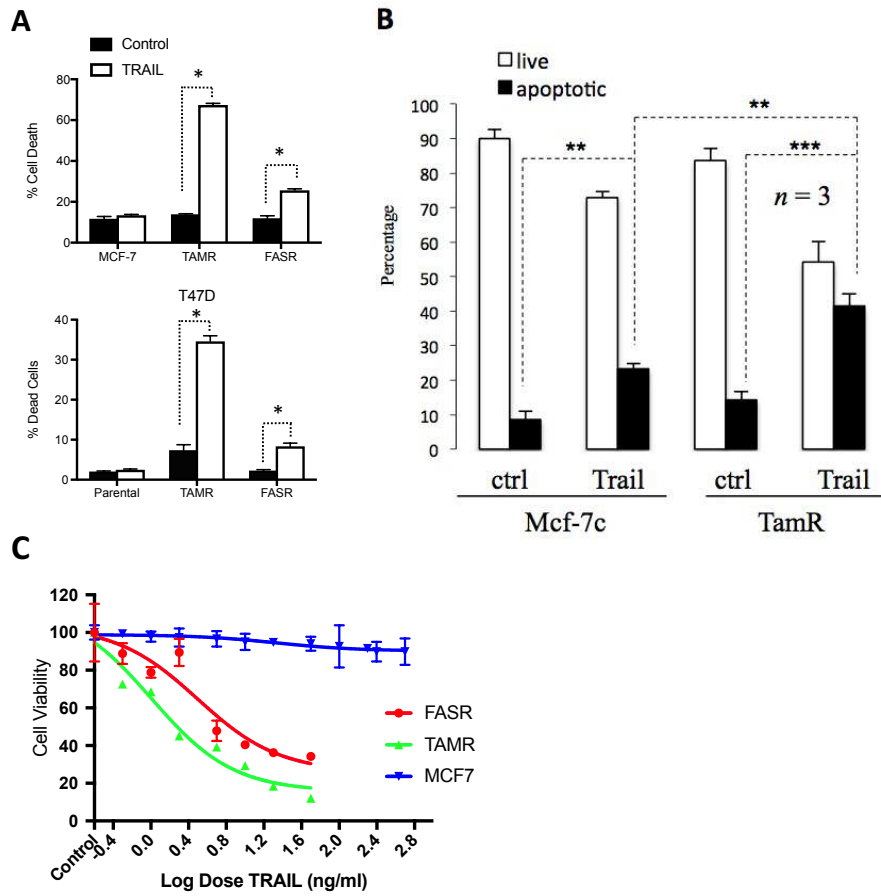 A
Control
TRAIL
80
60
40
20
0
% Cell Death
*
*
MCF-7 TAMR FASR
T47D
40
30
20
10
0
% Dead Cells
*
*
Parental TAMR FASR
B
live
apoptotic
100
90
80
70
60
50
40
30
20
10
Percentage
**
**
***
n = 3
ctrl Trail ctrl Trail
Mcf-7c TamR
C
120
100
80
60
40
20
0
Cell Viability
FASR
TAMR
MCF7
Control -0.4 0.0 0.4 0.8 1.2 1.6 2.0 2.4 2.8
Log Dose TRAIL (ng/ml)